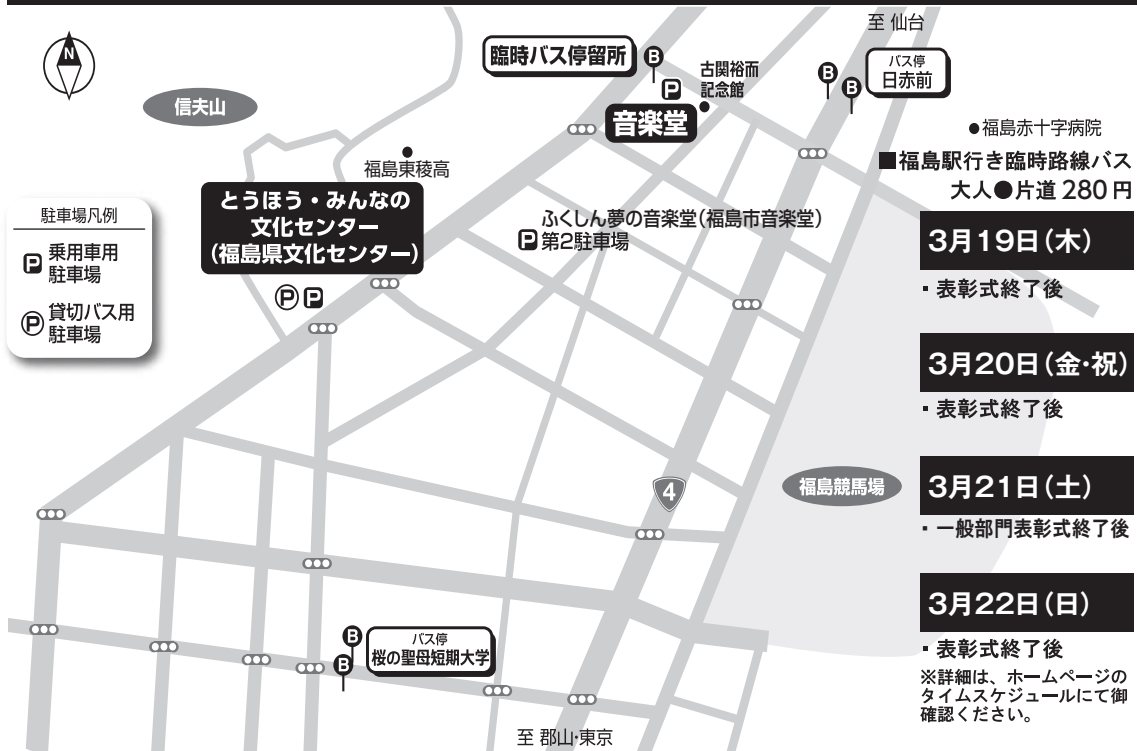 至 仙台
N
臨時バス停留所
B
P
古関裕而
記念館
音楽堂
B
B
バス停
日赤前
信夫山
福島東稜高
福島赤十字病院
駐車場凡例
P 乗用車用
駐車場
P 貸切バス用
駐車場
とうほう・みんなの
文化センター
(福島県文化センター)
P P
ふくしん夢の音楽堂(福島市音楽堂)
P 第2駐車場
■福島駅行き臨時路線バス
大人●片道280円
3月19日(木)
・表彰式終了後
3月20日(金・祝)
・表彰式終了後
3月21日(土)
・一般部門表彰式終了後
3月22日(日)
・表彰式終了後
※詳細は、ホームページの
タイムスケジュールにて御
確認ください。
4
福島競馬場
B
B
バス停
桜の聖母短期大学
至 郡山・東京